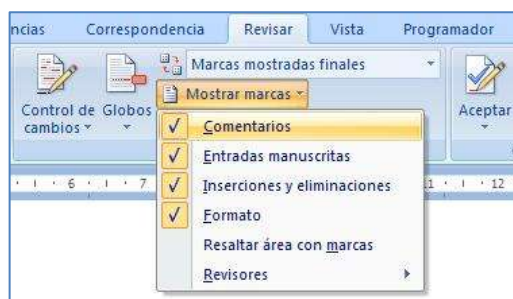 ncias Correspondencia Revisar Vista Programador
Marcas mostradas finales
Mostrar marcas
Control de cambios
Globos
Aceptar
Comentarios
Entradas manuscritas
Inserciones y eliminaciones
Formato
Resaltar área con marcas
Revisores
6 7 11 12